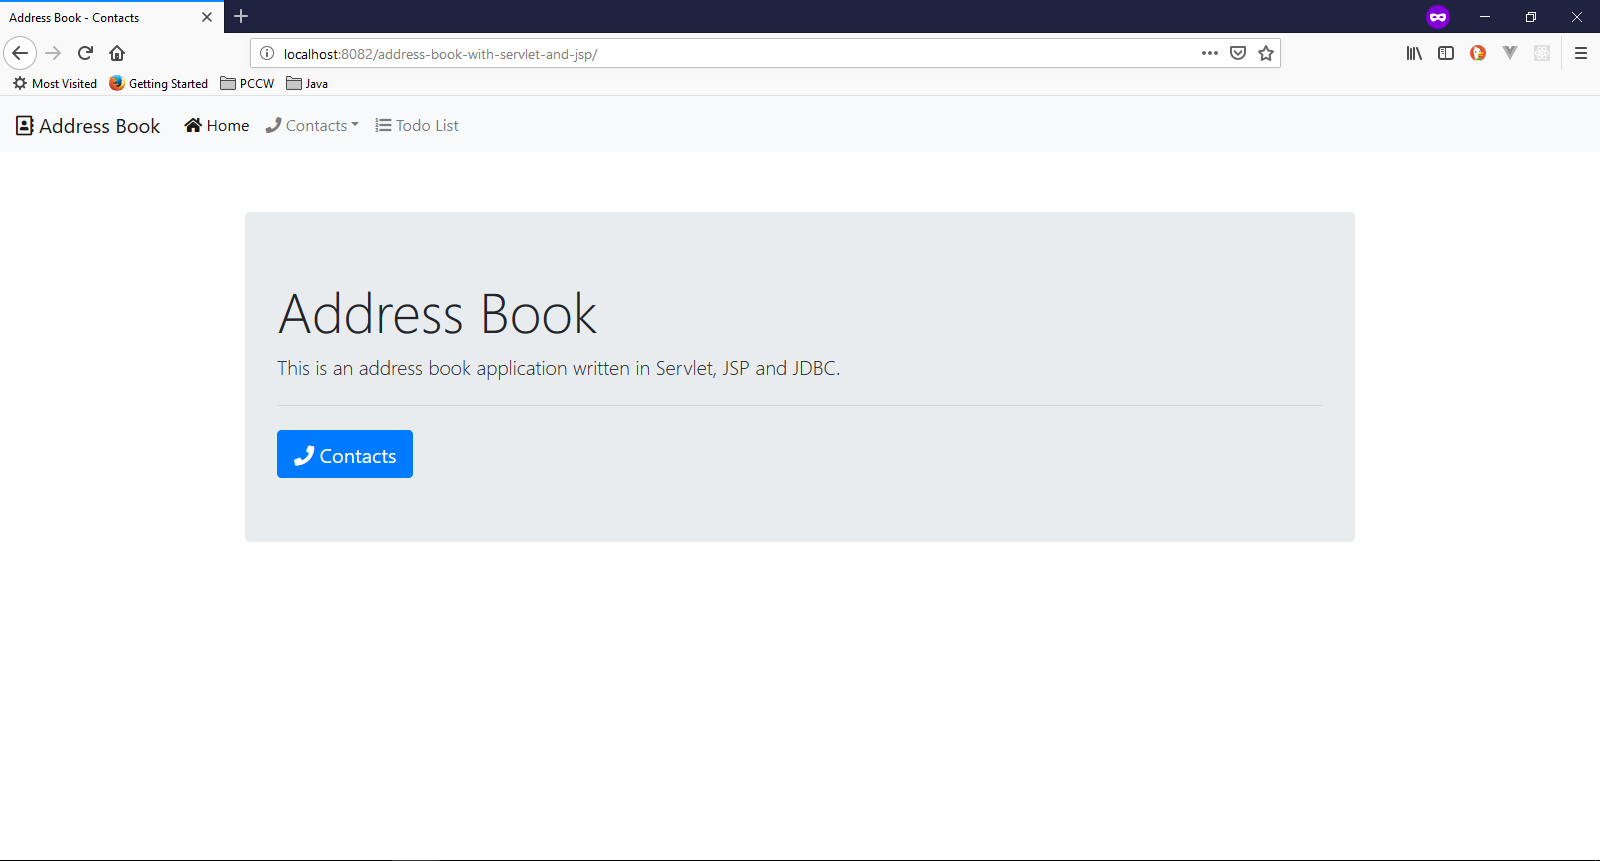 Address Book - Contacts
localhost:8082/address-book-with-servlet-and-jsp/
Most Visited Getting Started PCCW Java
Address Book Home Contacts Todo List
Address Book
This is an address book application written in Servlet, JSP and JDBC.
Contacts